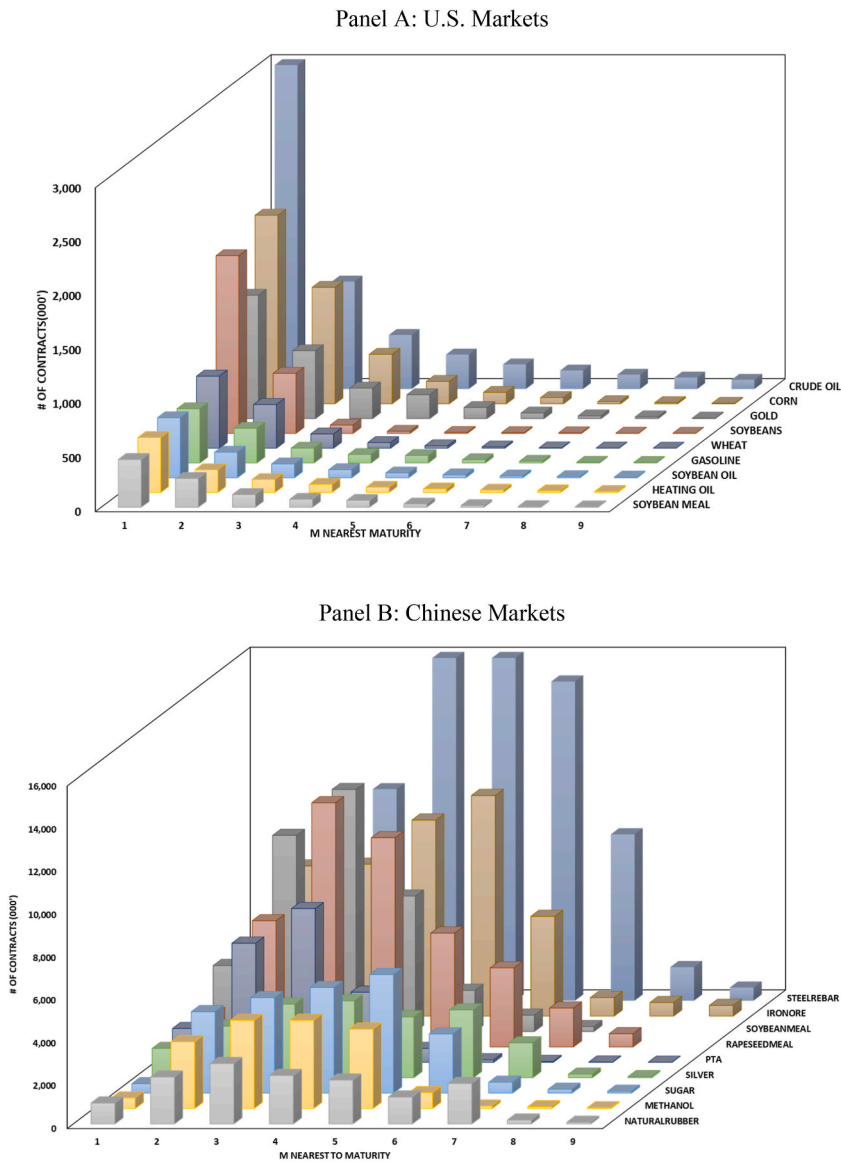 Panel A: U.S. Markets
3,000
2,500
2,000
1,500
1,000
500
0
# OF CONTRACTS(000')
CRUDE OIL
CORN
GOLD
SOYBEANS
WHEAT
GASOLINE
SOYBEAN OIL
HEATING OIL
SOYBEAN MEAL
1 2 3 4 5 6 7 8 9
M NEAREST MATURITY
Panel B: Chinese Markets
16,000
14,000
12,000
10,000
8,000
6,000
4,000
2,000
0
# OF CONTRACTS(000')
STEELREBAR
IRONORE
SOYBEANMEAL
RAPESEEDMEAL
PTA
SILVER
SUGAR
METHANOL
NATURALRUBBER
1 2 3 4 5 6 7 8 9
M NEAREST TO MATURITY